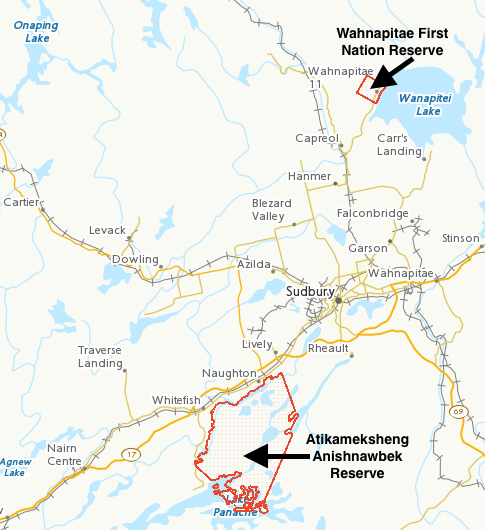 Onaping
Lake
Wahnapitae First
Nation Reserve
Wahnapitae
11
Wanapitei
Lake
Capreol
Carr's
Landing
Hanmer
Cartier
Blezard
Valley
Falconbridge
Levack
Stinson
Garson
Dowling
Azilda
Wahnapitae
Sudbury
Lively
Rheault
Traverse
Landing
Naughton
Whitefish
69
Atikameksheng
Anishnawbek
Reserve
Nairn
Centre
17
Agnew
Lake
Lake
Panache